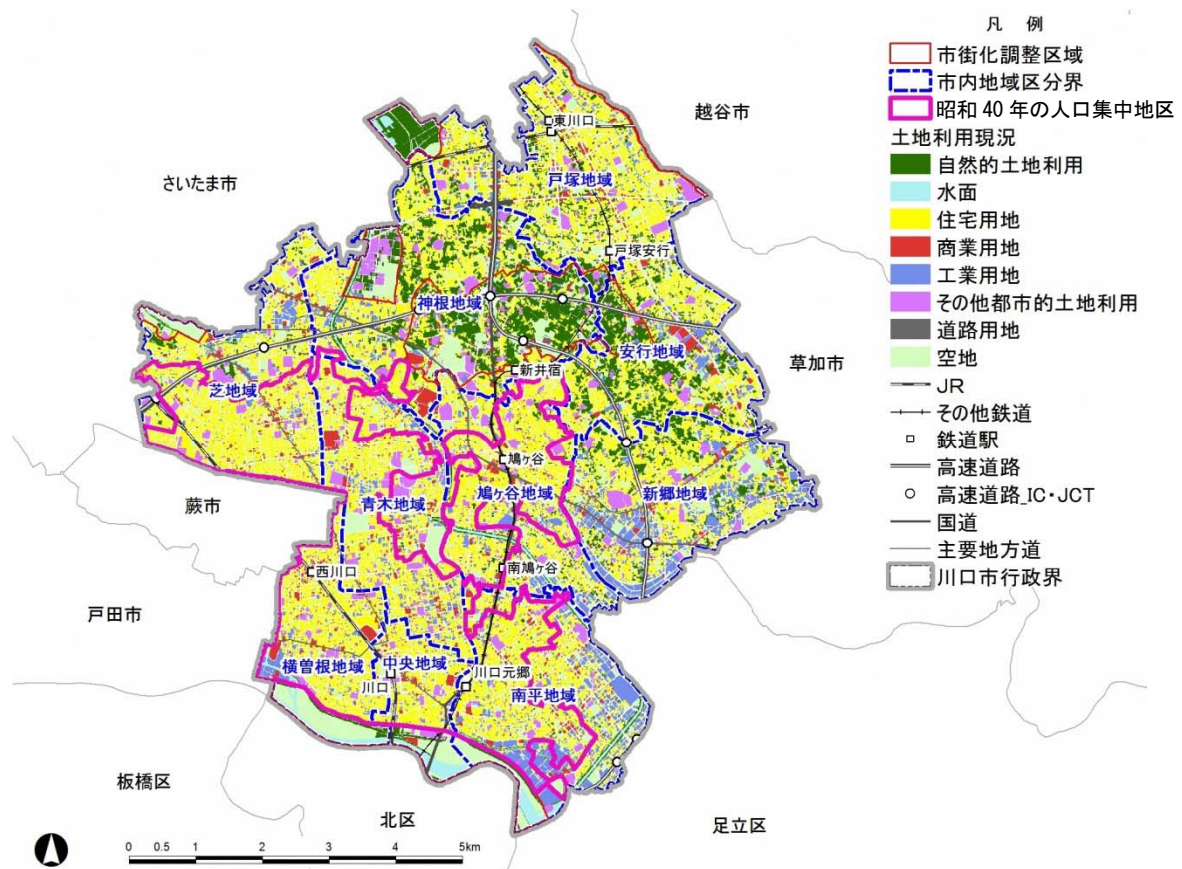 凡 例
市街化調整区域
市内地域区分界
昭和 40 年の人口集中地区
土地利用現況
自然的土地利用
水面
住宅用地
商業用地
工業用地
その他都市的土地利用
道路用地
空地
JR
その他鉄道
鉄道駅
高速道路
高速道路_IC・JCT
国道
主要地方道
川口市行政界
越谷市
東川口
さいたま市
戸塚地域
戸塚安行
神根地域
安行地域
草加市
新井宿
芝地域
鳩ヶ谷
青木地域
鳩ヶ谷地域
新郷地域
蕨市
西川口
南鳩ヶ谷
戸田市
横曽根地域
中央地域
川口元郷
川口
南平地域
板橋区
北区
足立区
0 0.5 1 2 3 4 5km